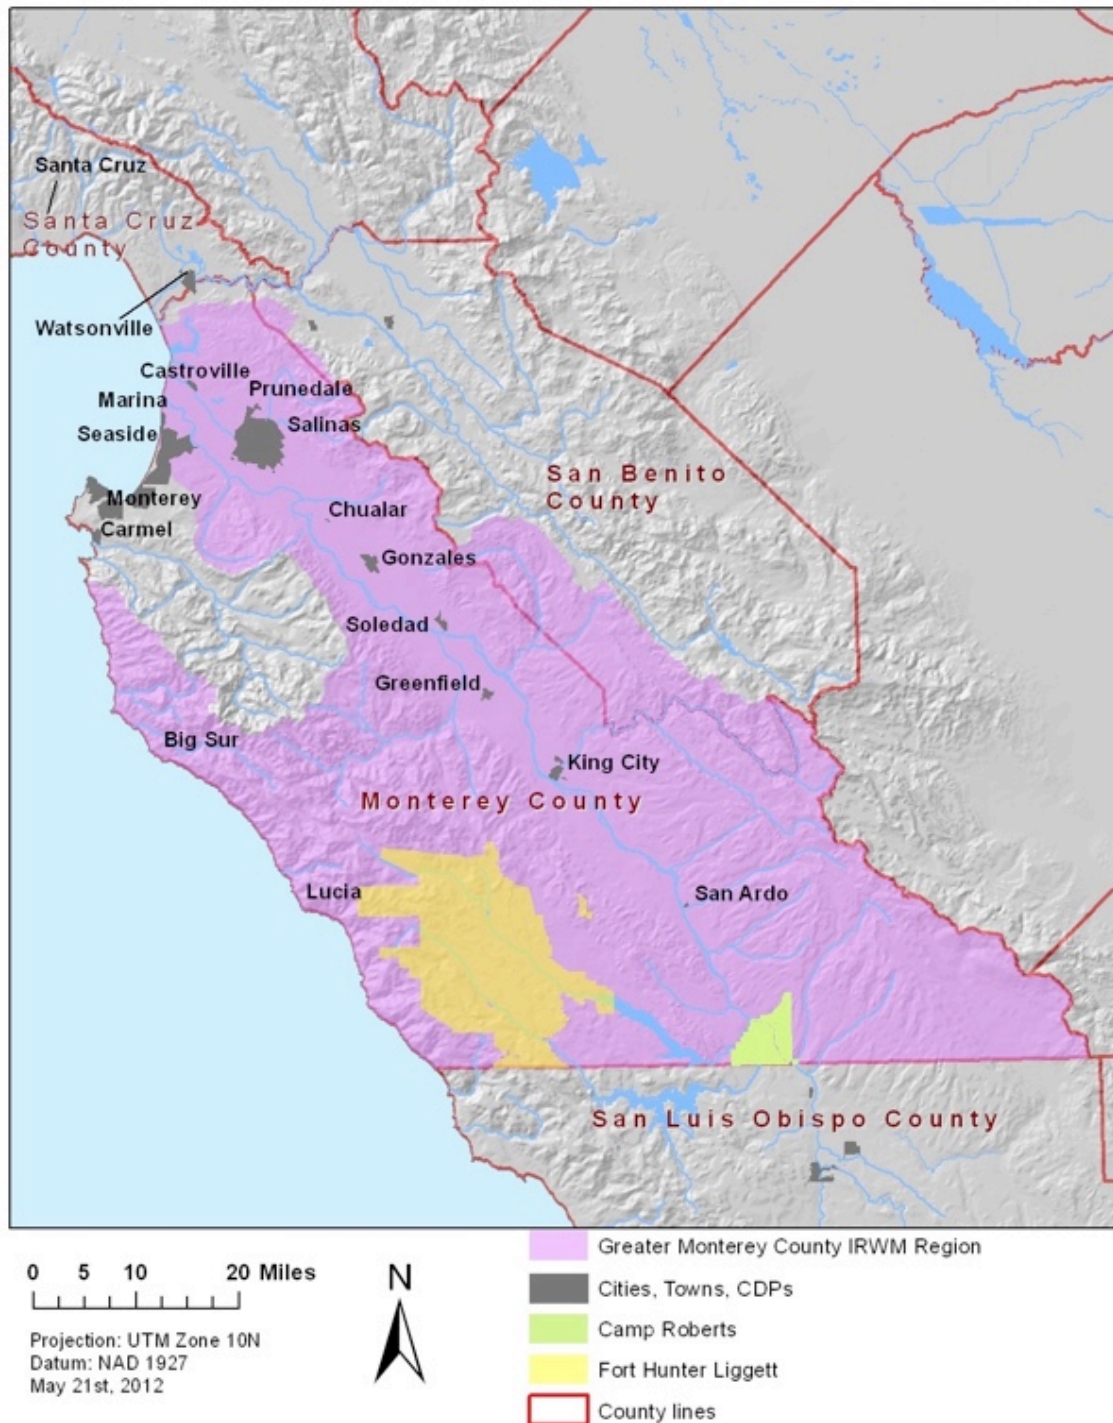 Santa Cruz
Santa Cruz
County
Watsonville
Castroville
Prunedale
Marina
Salinas
Seaside
San Benito
County
Monterey
Chualar
Carmel
Gonzales
Soledad
Greenfield
Big Sur
King City
Monterey County
Lucia
San Ardo
San Luis Obispo County
0 5 10 20 Miles
N
Projection: UTM Zone 10N
Datum: NAD 1927
May 21st, 2012
Greater Monterey County IRWM Region
Cities, Towns, CDPs
Camp Roberts
Fort Hunter Liggett
County lines